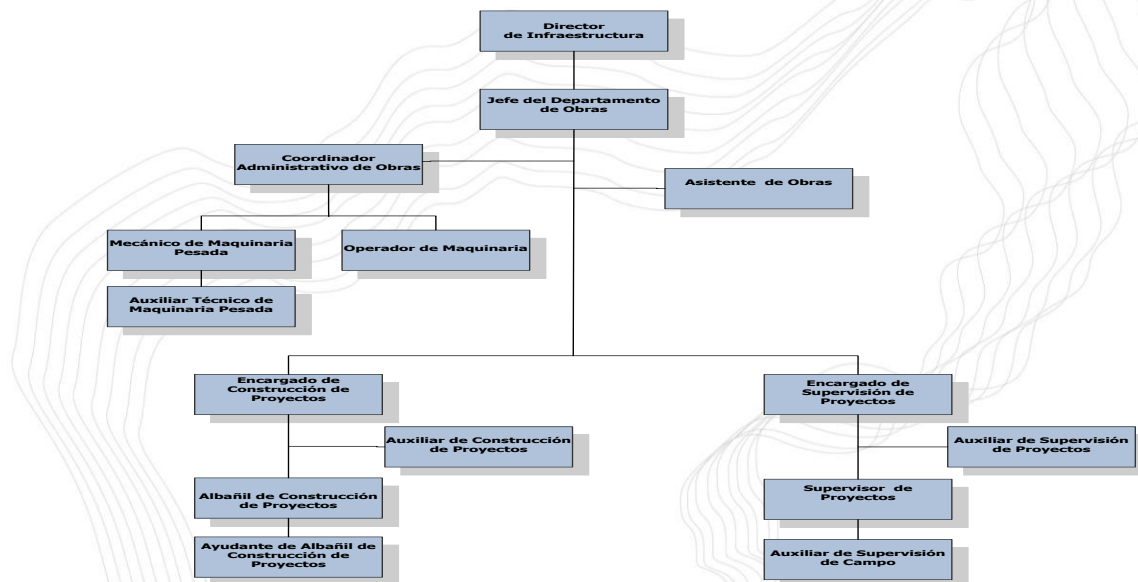 Director
de Infraestructura
Jefe del Departamento
de Obras
Coordinador
Administrativo de Obras
Asistente de Obras
Mecánico de Maquinaria
Pesada
Operador de Maquinaria
Auxiliar Técnico de
Maquinaria Pesada
Encargado de
Construcción de
Proyectos
Encargado de
Supervisión de
Proyectos
Auxiliar de Construcción
de Proyectos
Auxiliar de Supervisión
de Proyectos
Albañil de Construcción
de Proyectos
Supervisor de
Proyectos
Ayudante de Albañil de
Construcción de
Proyectos
Auxiliar de Supervisión
de Campo